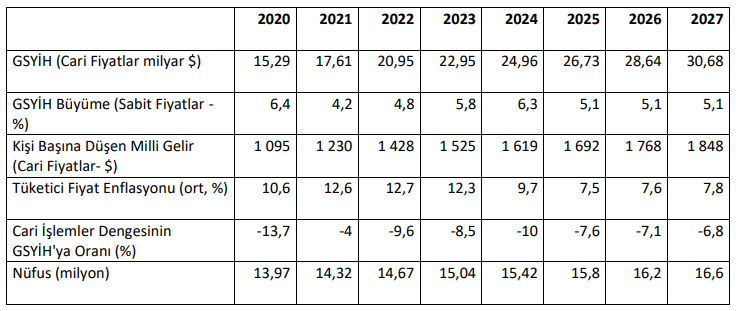 2020 2021 2022 2023 2024 2025 2026 2027
GSYİH (Cari Fiyatlar milyar $) 15,29 17,61 20,95 22,95 24,96 26,73 28,64 30,68
GSYİH Büyüme (Sabit Fiyatlar - 6,4 4,2 4,8 5,8 6,3 5,1 5,1 5,1
%)
Kişi Başına Düşen Milli Gelir 1 095 1 230 1 428 1 525 1 619 1 692 1 768 1 848
(Cari Fiyatlar- $)
Tüketici Fiyat Enflasyonu (ort, %) 10,6 12,6 12,7 12,3 9,7 7,5 7,6 7,8
Cari İşlemler Dengesinin -13,7 -4 -9,6 -8,5 -10 -7,6 -7,1 -6,8
GSYİH'ya Oranı (%)
Nüfus (milyon) 13,97 14,32 14,67 15,04 15,42 15,8 16,2 16,6